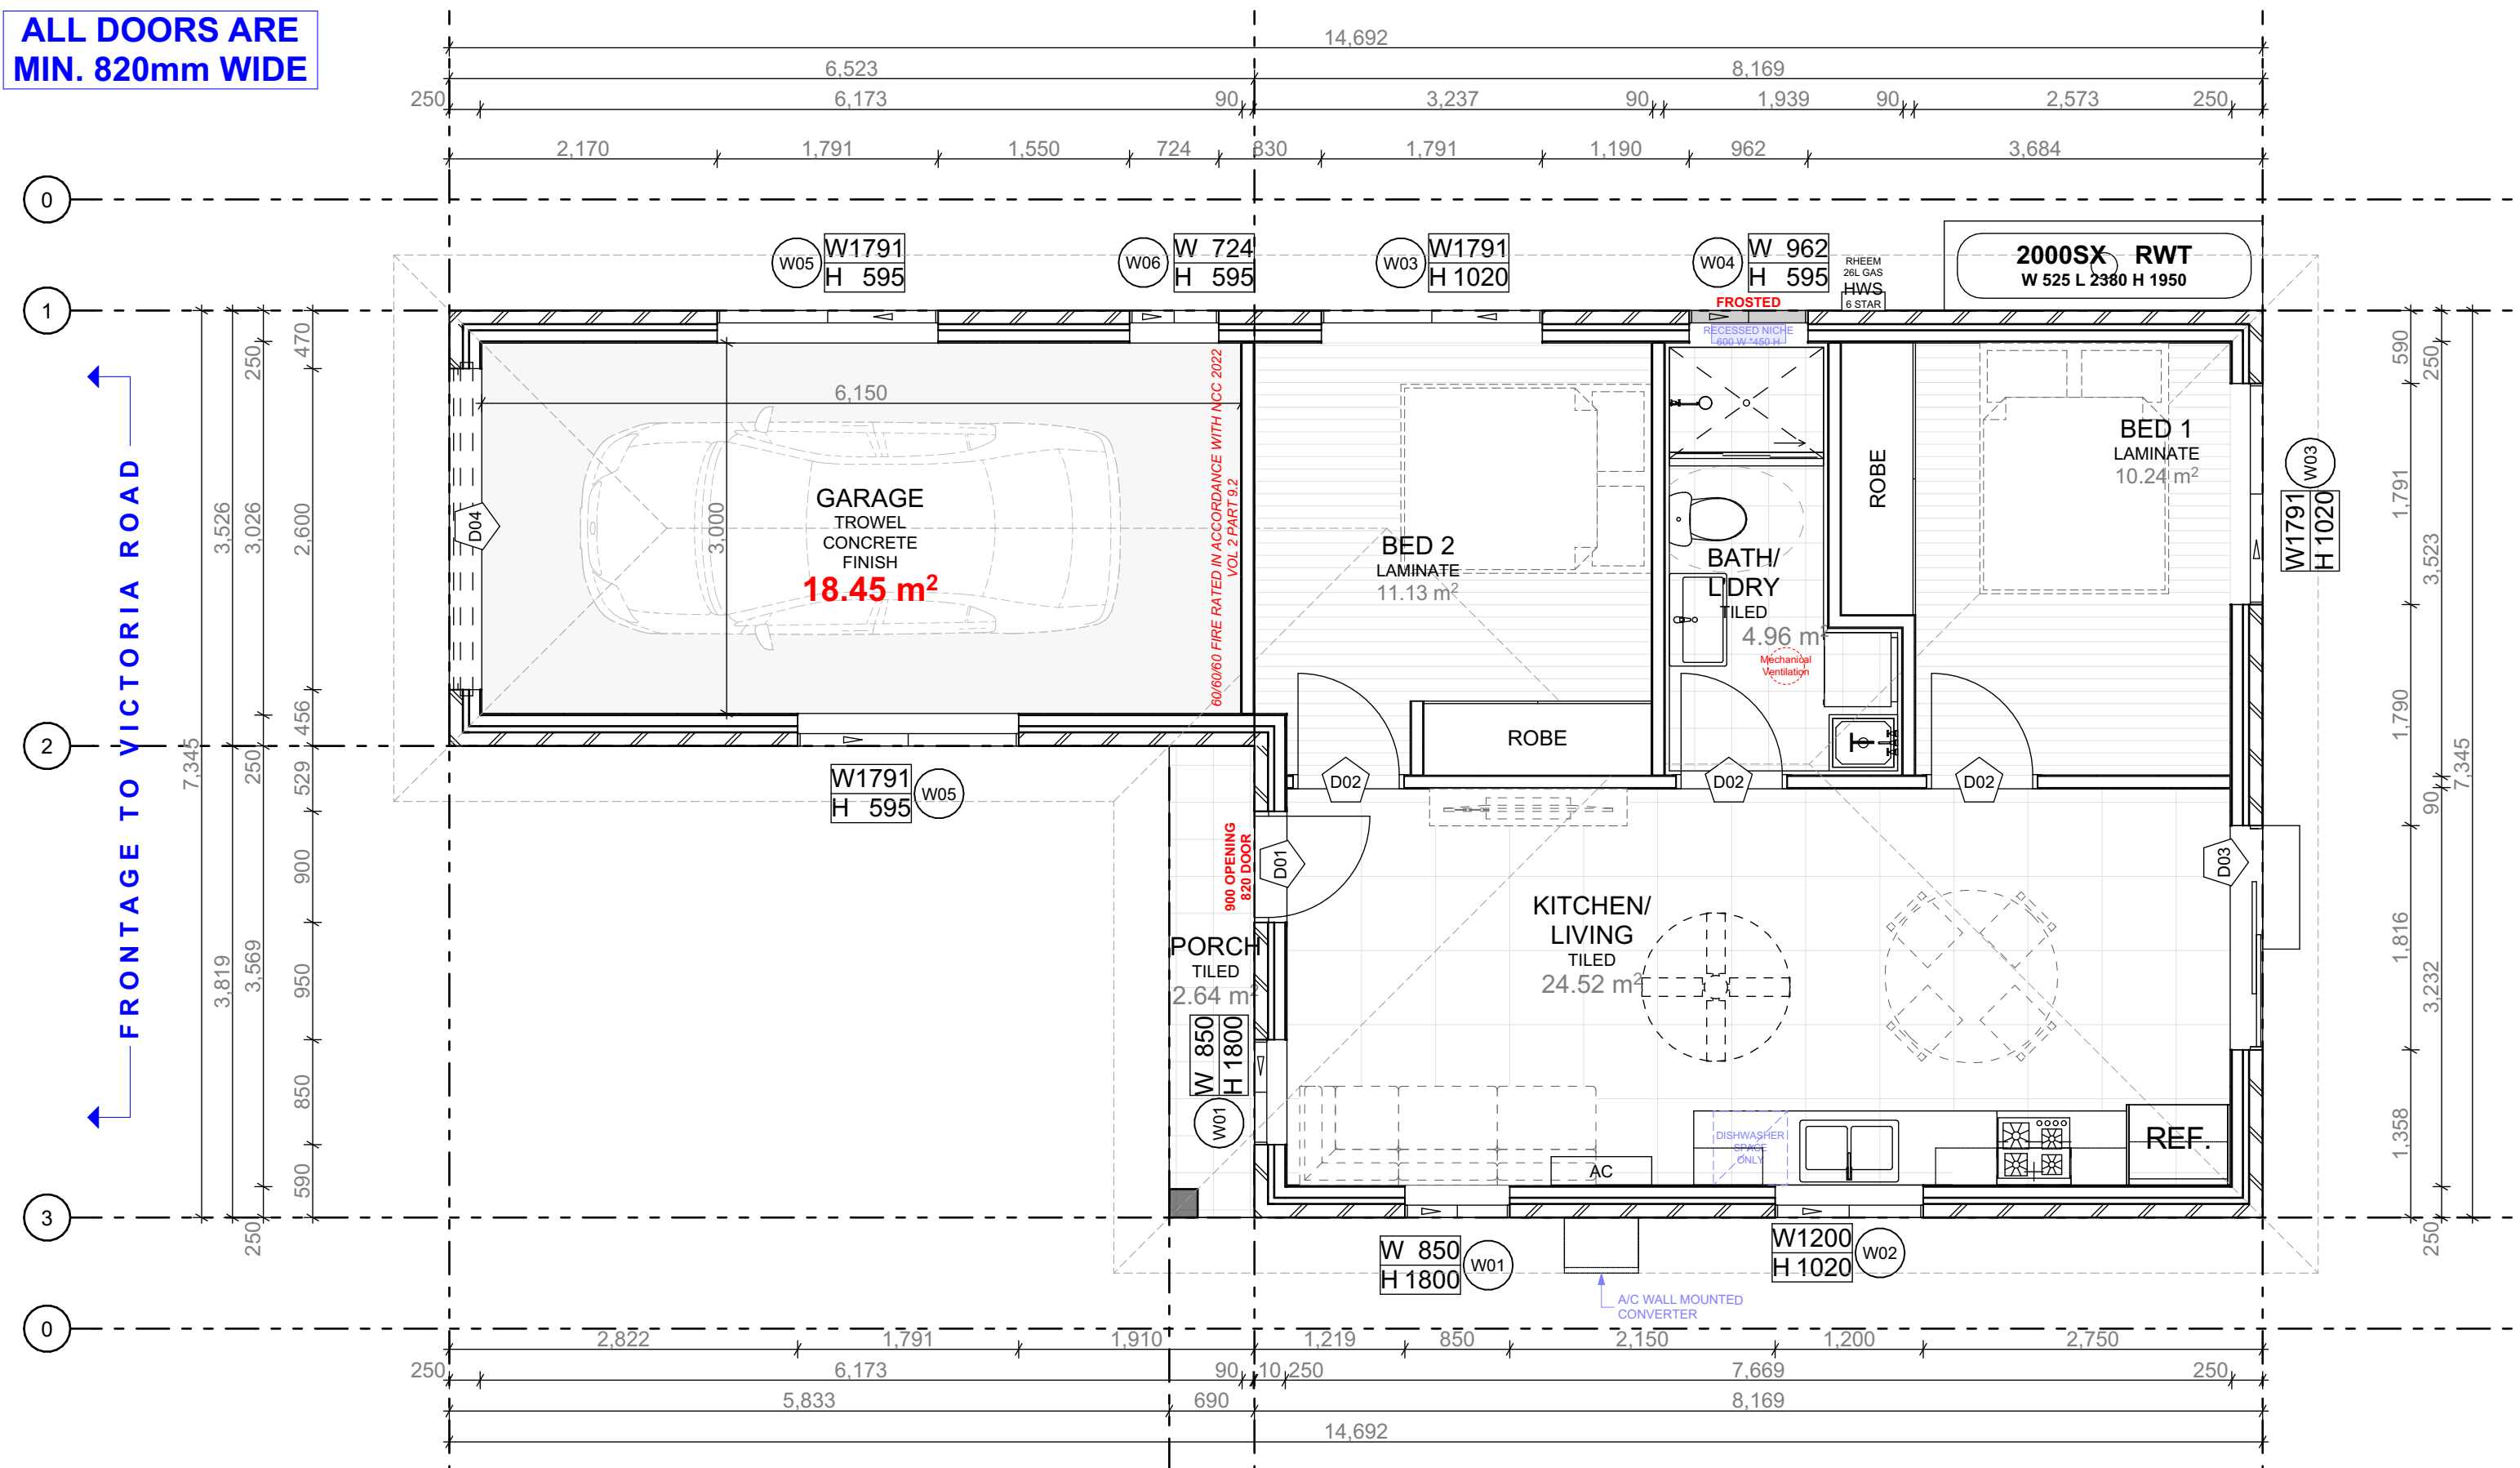 ALL DOORS ARE
MIN. 820mm WIDE
14,692
6,523
8,169
250
6,173
90
3,237
90
1,939
90
2,573
250
2,170
1,791
1,550
724
830
1,791
1,190
962
3,684
0
1
2
3
0
W05
W1791
H 595
W06
W 724
H 595
W03
W1791
H 1020
W04
W 962
H 595
FROSTED
RHEEM
26L GAS
HWS
6 STAR
2000SX RWT
W 525 L 2380 H 1950
RECESSED NICHE
600 W *450 H
FRONTAGE TO VICTORIA ROAD
7,345
3,526
3,819
250
3,026
250
3,569
250
470
2,600
456
529
900
950
850
590
D04
6,150
3,000
GARAGE
TROWEL
CONCRETE
FINISH
18.45 m²
60/60/60 FIRE RATED IN ACCORDANCE WITH NCC 2022
VOL 2 PART 9.2
BED 2
LAMINATE
11.13 m²
ROBE
BATH/
L'DRY
TILED
4.96 m²
Mechanical
Ventilation
ROBE
BED 1
LAMINATE
10.24 m²
W03
W1791
H 1020
D02
D02
D02
W1791
H 595
W05
900 OPENING
820 DOOR
D01
D03
PORCH
TILED
2.64 m²
W 850
H 1800
W01
KITCHEN/
LIVING
TILED
24.52 m²
AC
DISHWASHER
SPACE
ONLY
REF.
W 850
H 1800
W01
W1200
H 1020
W02
A/C WALL MOUNTED
CONVERTER
590
1,791
1,790
1,816
1,358
250
3,523
90
3,232
250
7,345
2,822
1,791
1,910
1,219
850
2,150
1,200
2,750
250
6,173
90
10
250
7,669
250
5,833
690
8,169
14,692